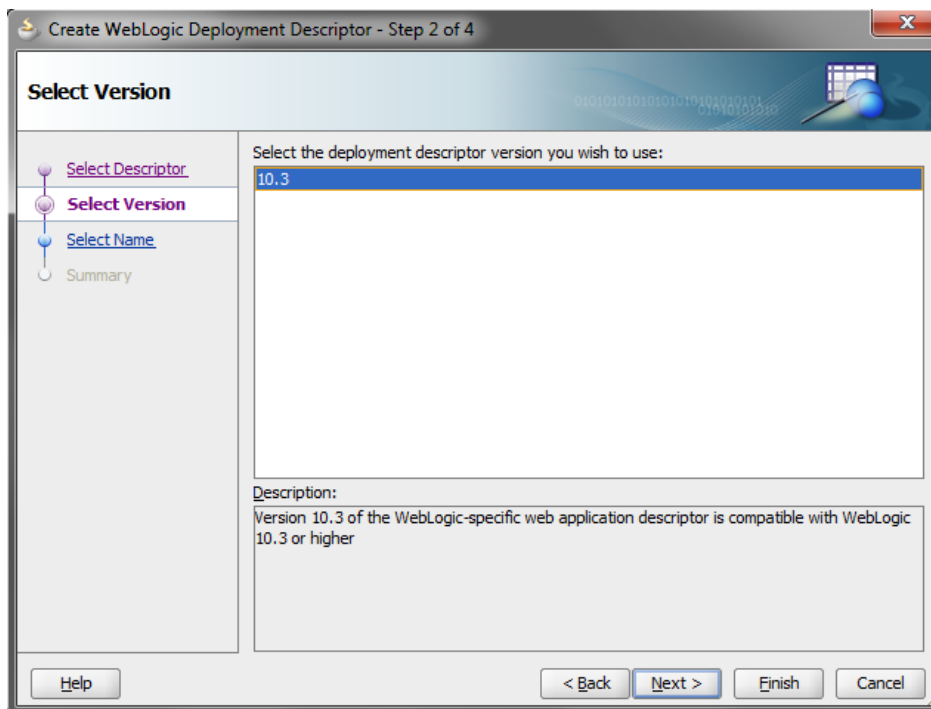 Create WebLogic Deployment Descriptor - Step 2 of 4
X
Select Version
Select Descriptor
Select Version
Select Name
Summary
Select the deployment descriptor version you wish to use:
10.3
Description:
Version 10.3 of the WebLogic-specific web application descriptor is compatible with WebLogic
10.3 or higher
Help
< Back
Next >
Finish
Cancel